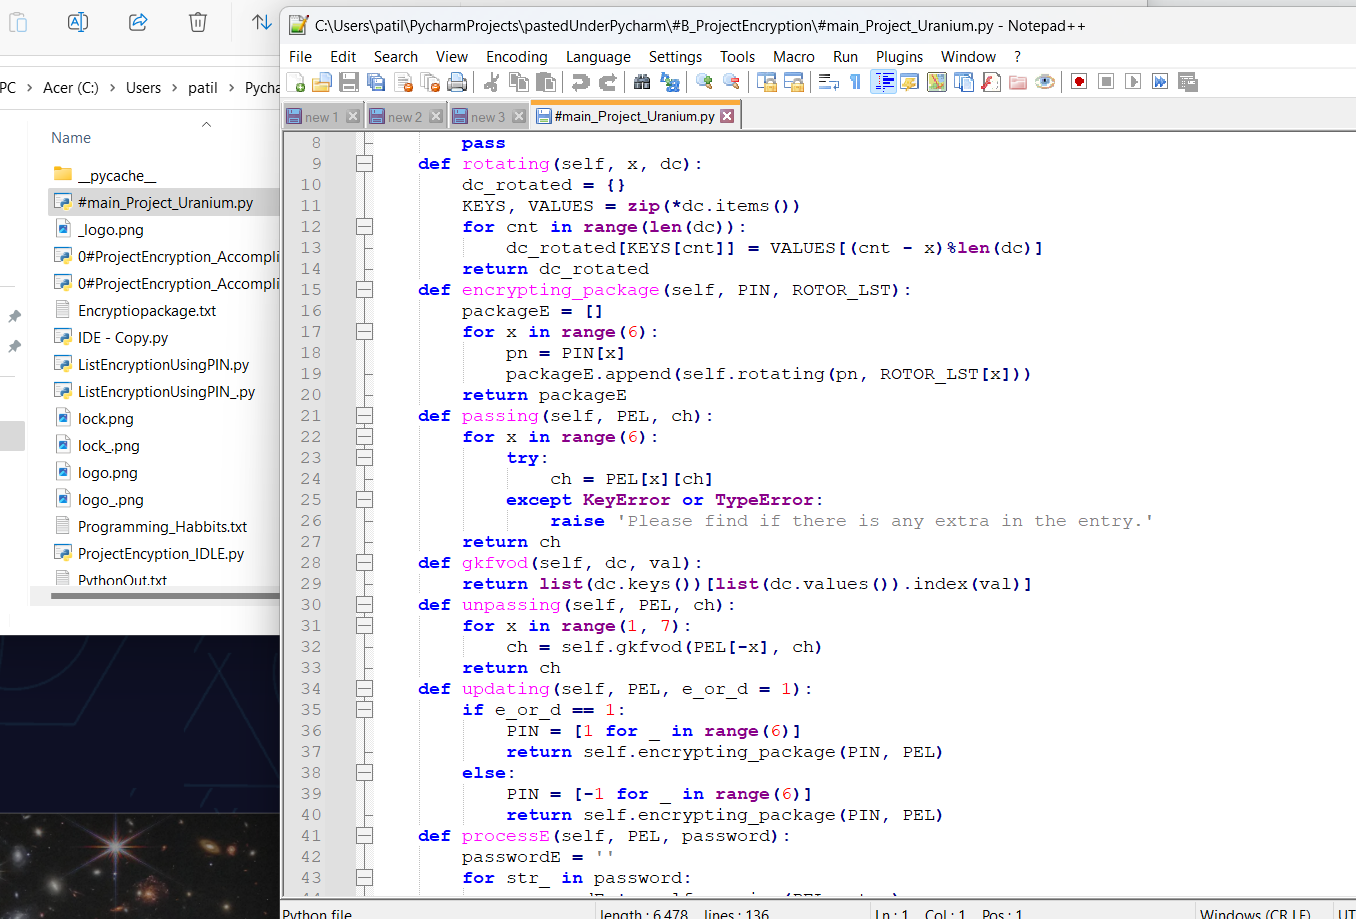 C:\Users\patil\PycharmProjects\pastedUnderPycharm\#B_ProjectEncryption\#main_Project_Uranium.py - Notepad++
File Edit Search View Encoding Language Settings Tools Macro Run Plugins Window ?
PC > Acer (C:) > Users > patil > Pycha
new 1 new 2 new 3 #main_Project_Uranium.py
Name
__pycache__
#main_Project_Uranium.py
_logo.png
0#ProjectEncryption_Accompli
0#ProjectEncryption_Accompli
Encryptiopackage.txt
IDE - Copy.py
ListEncryptionUsingPIN.py
ListEncryptionUsingPIN_.py
lock.png
lock_.png
logo.png
logo_.png
Programming_Habbits.txt
ProjectEncyption_IDLE.py
PythonOut.txt
8 pass
9 def rotating(self, x, dc):
10 dc_rotated = {}
11 KEYS, VALUES = zip(*dc.items())
12 for cnt in range(len(dc)):
13 dc_rotated[KEYS[cnt]] = VALUES[(cnt - x)%len(dc)]
14 return dc_rotated
15 def encrypting_package(self, PIN, ROTOR_LST):
16 packageE = []
17 for x in range(6):
18 pn = PIN[x]
19 packageE.append(self.rotating(pn, ROTOR_LST[x]))
20 return packageE
21 def passing(self, PEL, ch):
22 for x in range(6):
23 try:
24 ch = PEL[x][ch]
25 except KeyError or TypeError:
26 raise 'Please find if there is any extra in the entry.'
27 return ch
28 def gkfvod(self, dc, val):
29 return list(dc.keys())[list(dc.values()).index(val)]
30 def unpassing(self, PEL, ch):
31 for x in range(1, 7):
32 ch = self.gkfvod(PEL[-x], ch)
33 return ch
34 def updating(self, PEL, e_or_d = 1):
35 if e_or_d == 1:
36 PIN = [1 for _ in range(6)]
37 return self.encrypting_package(PIN, PEL)
38 else:
39 PIN = [-1 for _ in range(6)]
40 return self.encrypting_package(PIN, PEL)
41 def processE(self, PEL, password):
42 passwordE = ''
43 for str_ in password:
Python file length : 6,478 lines : 136 Ln : 1 Col : 1 Pos : 1 Windows (CR LF)